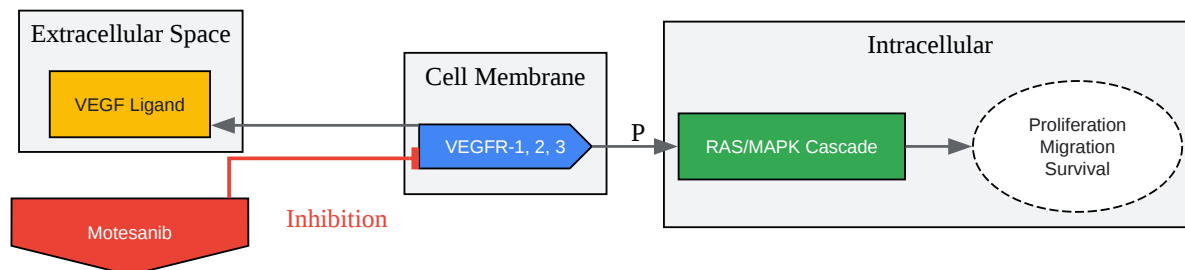 Extracellular Space
VEGF Ligand
Cell Membrane
VEGFR-1, 2, 3
P
Intracellular
RAS/MAPK Cascade
Proliferation
Migration
Survival
Motesanib
Inhibition